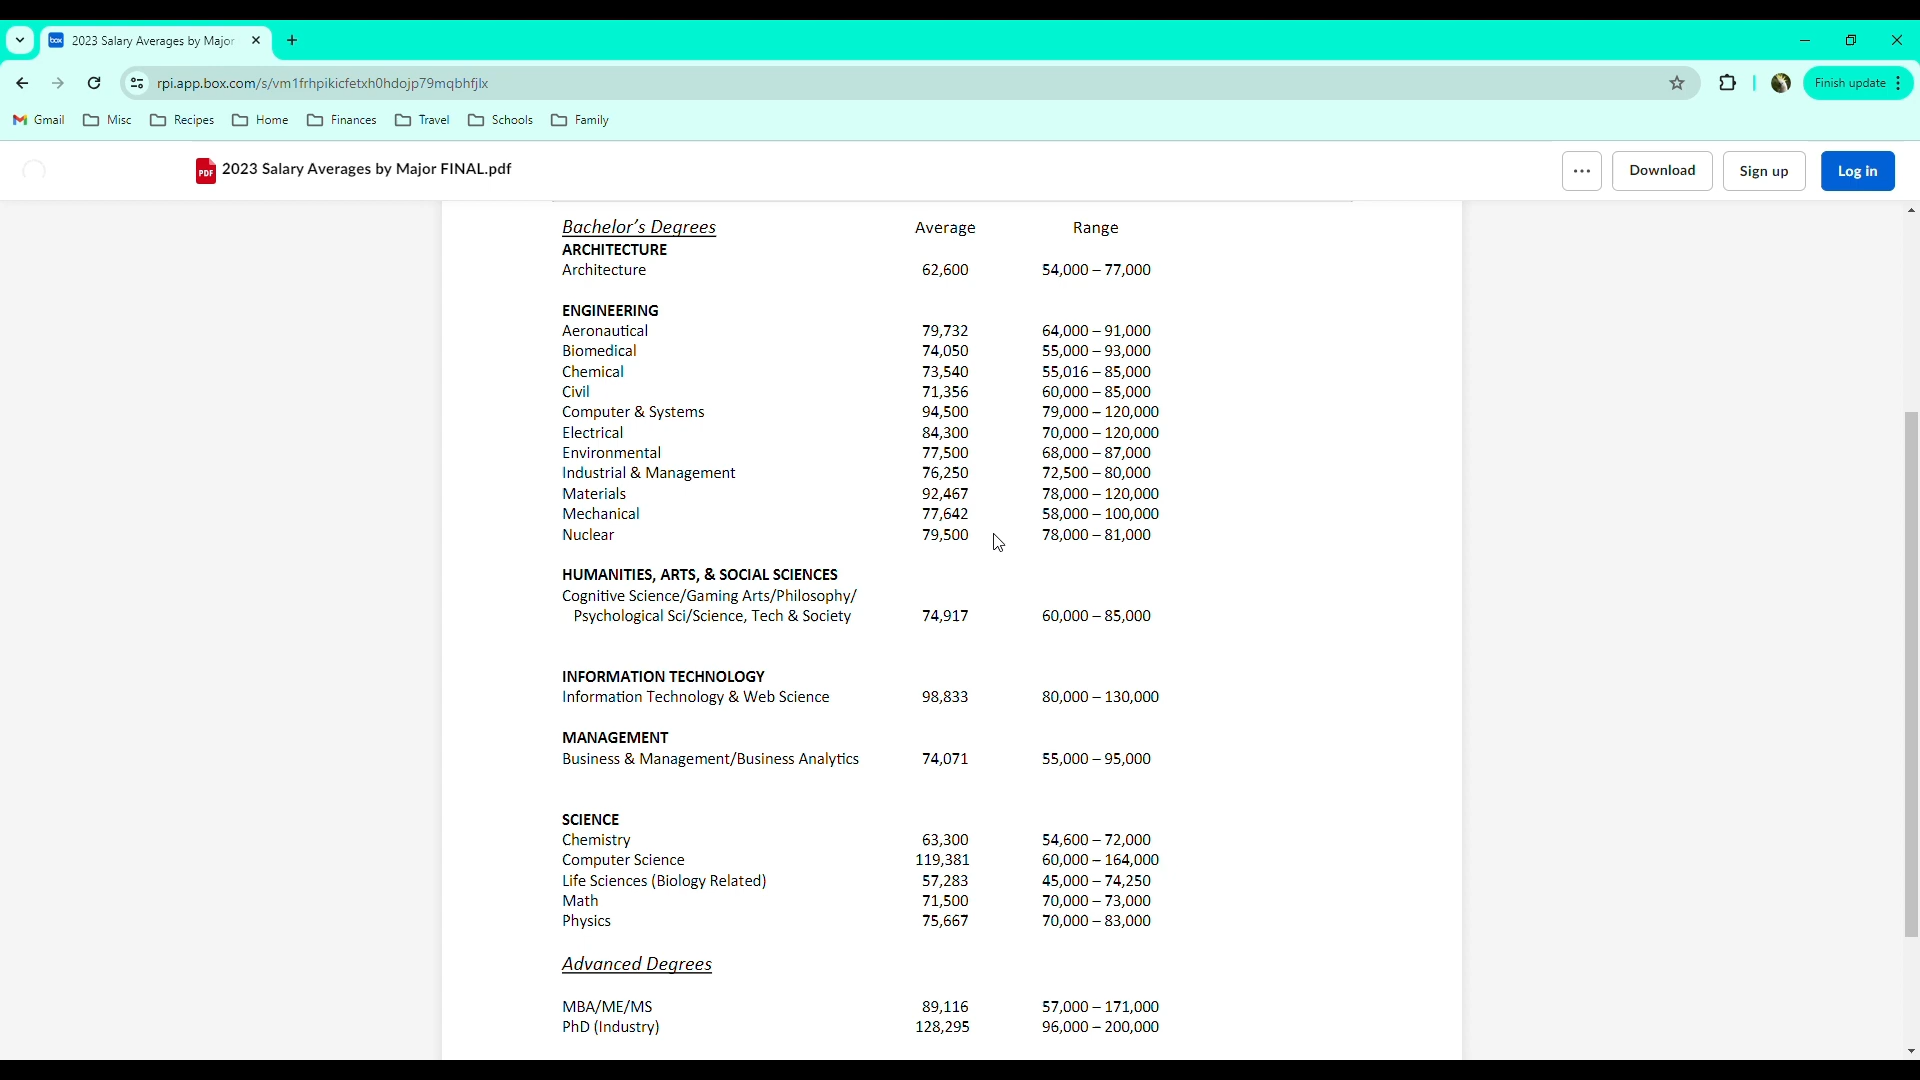 2023 Salary Averages by Major
rpi.app.box.com/s/vm1frhpikicfetxh0hdojp79mqbhfjlx
Finish update
Gmail Misc Recipes Home Finances Travel Schools Family
PDF 2023 Salary Averages by Major FINAL.pdf
Download Sign up Log in
Bachelor's Degrees Average Range
ARCHITECTURE
Architecture 62,600 54,000 – 77,000
ENGINEERING
Aeronautical 79,732 64,000 – 91,000
Biomedical 74,050 55,000 – 93,000
Chemical 73,540 55,016 – 85,000
Civil 71,356 60,000 – 85,000
Computer & Systems 94,500 79,000 – 120,000
Electrical 84,300 70,000 – 120,000
Environmental 77,500 68,000 – 87,000
Industrial & Management 76,250 72,500 – 80,000
Materials 92,467 78,000 – 120,000
Mechanical 77,642 58,000 – 100,000
Nuclear 79,500 78,000 – 81,000
HUMANITIES, ARTS, & SOCIAL SCIENCES
Cognitive Science/Gaming Arts/Philosophy/
Psychological Sci/Science, Tech & Society 74,917 60,000 – 85,000
INFORMATION TECHNOLOGY
Information Technology & Web Science 98,833 80,000 – 130,000
MANAGEMENT
Business & Management/Business Analytics 74,071 55,000 – 95,000
SCIENCE
Chemistry 63,300 54,600 – 72,000
Computer Science 119,381 60,000 – 164,000
Life Sciences (Biology Related) 57,283 45,000 – 74,250
Math 71,500 70,000 – 73,000
Physics 75,667 70,000 – 83,000
Advanced Degrees
MBA/ME/MS 89,116 57,000 – 171,000
PhD (Industry) 128,295 96,000 – 200,000